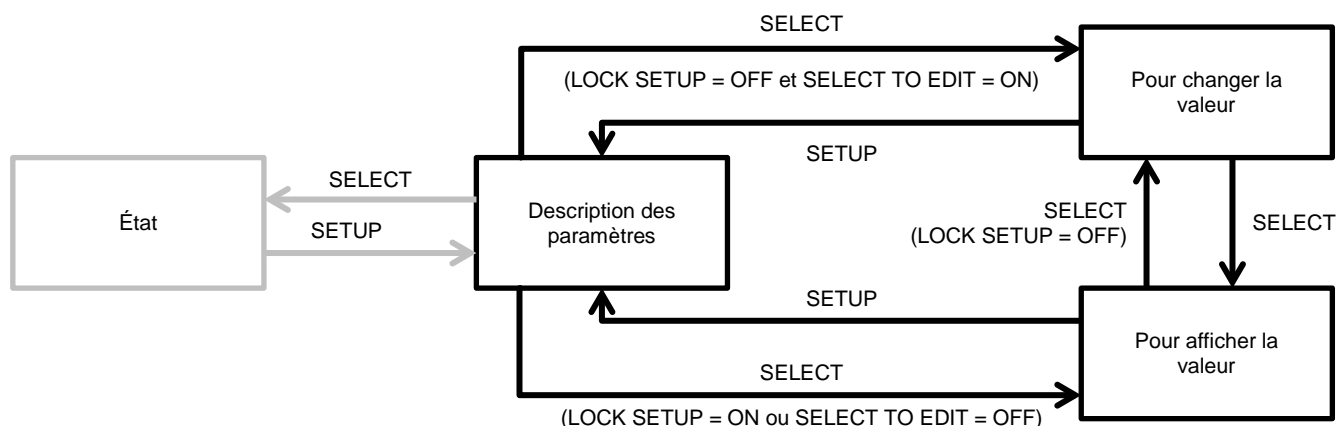 SELECT
(LOCK SETUP = OFF et SELECT TO EDIT = ON)
Pour changer la
valeur
SETUP
SELECT
État
SETUP
Description des
paramètres
SELECT
(LOCK SETUP = OFF)
SELECT
SETUP
Pour afficher la
valeur
SELECT
(LOCK SETUP = ON ou SELECT TO EDIT = OFF)